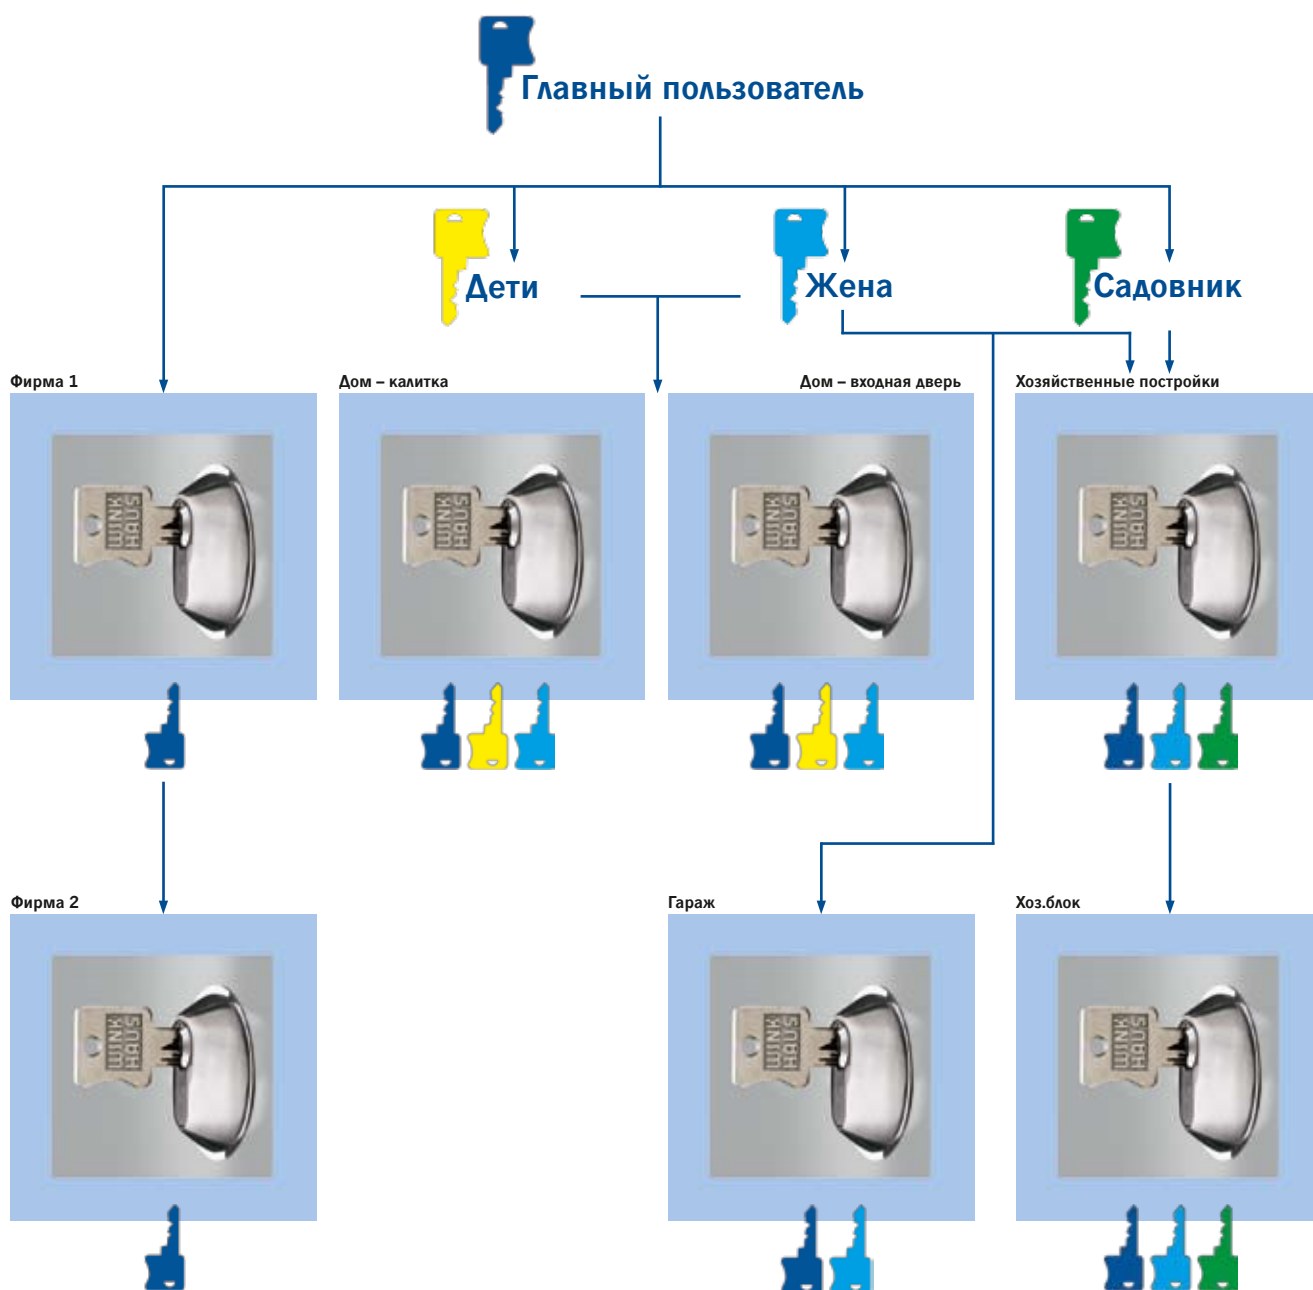 Главный пользователь
Дети
Жена
Садовник
Фирма 1
Дом – калитка
Дом – входная дверь
Хозяйственные постройки
WINK
HAUS
WINK
HAUS
WINK
HAUS
WINK
HAUS
Фирма 2
Гараж
Хоз.блок
WINK
HAUS
WINK
HAUS
WINK
HAUS